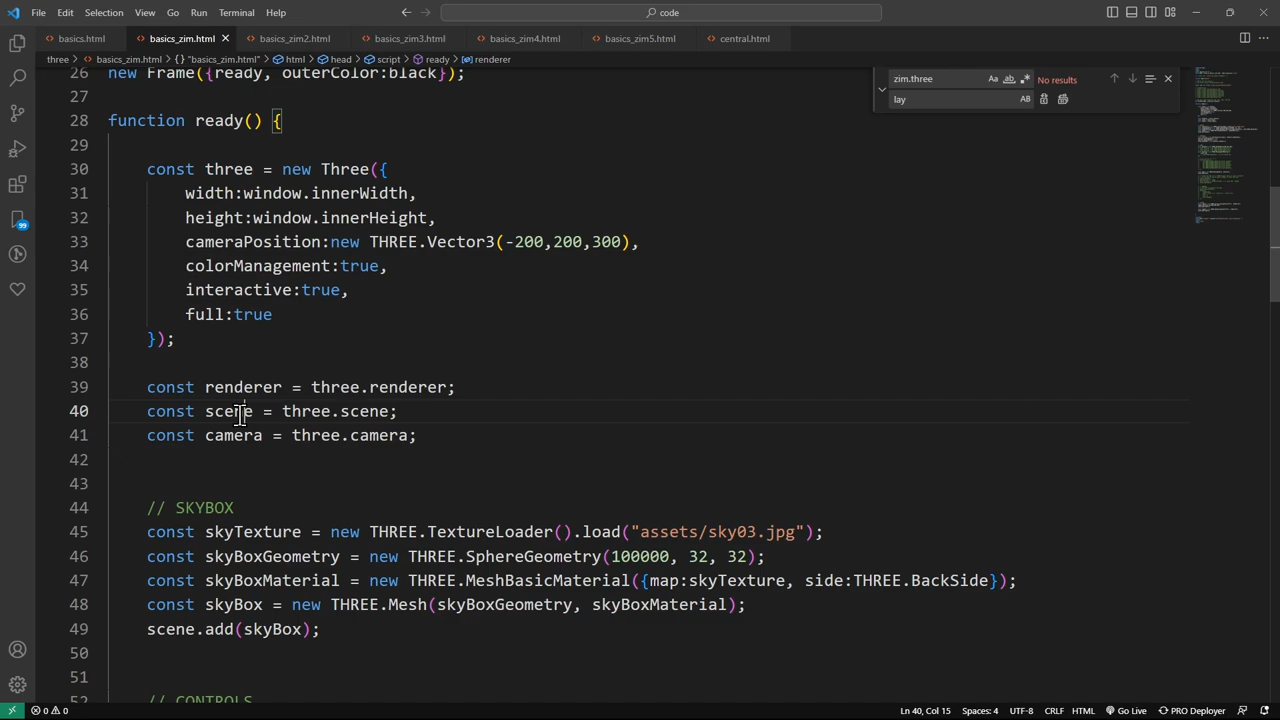 File Edit Selection View Go Run Terminal Help
code
basics.html basics_zim.html basics_zim2.html basics_zim3.html basics_zim4.html basics_zim5.html central.html
three > basics_zim.html > {} "basics_zim.html" > html > head > script > ready > renderer
zim.three Aa ab .* No results
lay AB
26 new Frame({ready, outerColor:black});
27
28 function ready() {
29
30 const three = new Three({
31 width:window.innerWidth,
32 height:window.innerHeight,
33 cameraPosition:new THREE.Vector3(-200,200,300),
34 colorManagement:true,
35 interactive:true,
36 full:true
37 });
38
39 const renderer = three.renderer;
40 const scene = three.scene;
41 const camera = three.camera;
42
43
44 // SKYBOX
45 const skyTexture = new THREE.TextureLoader().load("assets/sky03.jpg");
46 const skyBoxGeometry = new THREE.SphereGeometry(100000, 32, 32);
47 const skyBoxMaterial = new THREE.MeshBasicMaterial({map:skyTexture, side:THREE.BackSide});
48 const skyBox = new THREE.Mesh(skyBoxGeometry, skyBoxMaterial);
49 scene.add(skyBox);
50
51
52 // CONTROLS
99
0 0 Ln 40, Col 15 Spaces: 4 UTF-8 CRLF HTML Go Live PRO Deployer